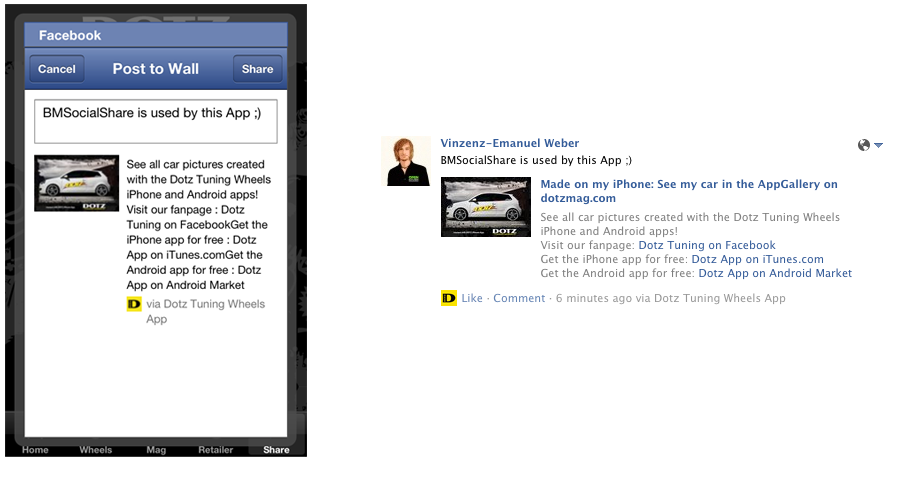 DOTZ
Facebook
Cancel
Post to Wall
Share
BMSocialShare is used by this App ;)
See all car pictures created
with the Dotz Tuning Wheels
iPhone and Android apps!
Visit our fanpage : Dotz
Tuning on FacebookGet the
iPhone app for free : Dotz
App on iTunes.comGet the
Android app for free : Dotz
App on Android Market
DOTZ
D via Dotz Tuning Wheels
App
Home
Wheels
Mag
Retailer
Share
Vinzenz-Emanuel Weber
BMSocialShare is used by this App ;)
Made on my iPhone: See my car in the AppGallery on
dotzmag.com
See all car pictures created with the Dotz Tuning Wheels
iPhone and Android apps!
Visit our fanpage: Dotz Tuning on Facebook
Get the iPhone app for free: Dotz App on iTunes.com
Get the Android app for free: Dotz App on Android Market
DOTZ
D Like · Comment · 6 minutes ago via Dotz Tuning Wheels App